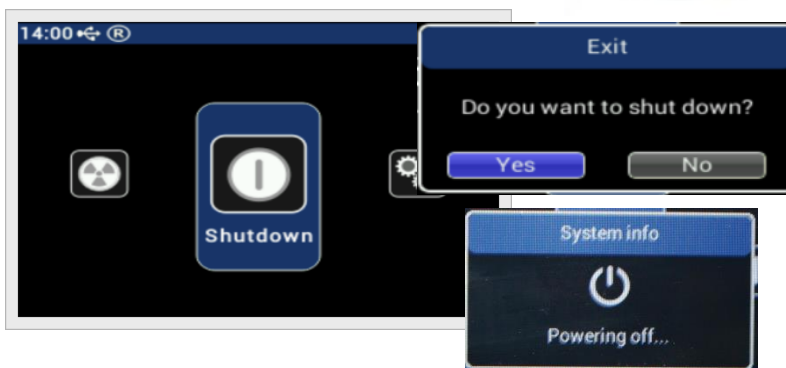 14:00 ®
Shutdown
Exit
Do you want to shut down?
Yes No
System info
Powering off...